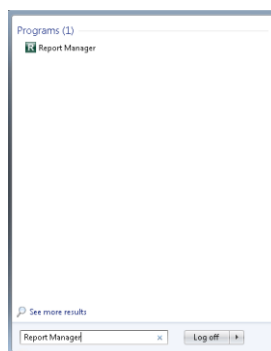 Programs (1)
R Report Manager
See more results
Report Manager
Log off